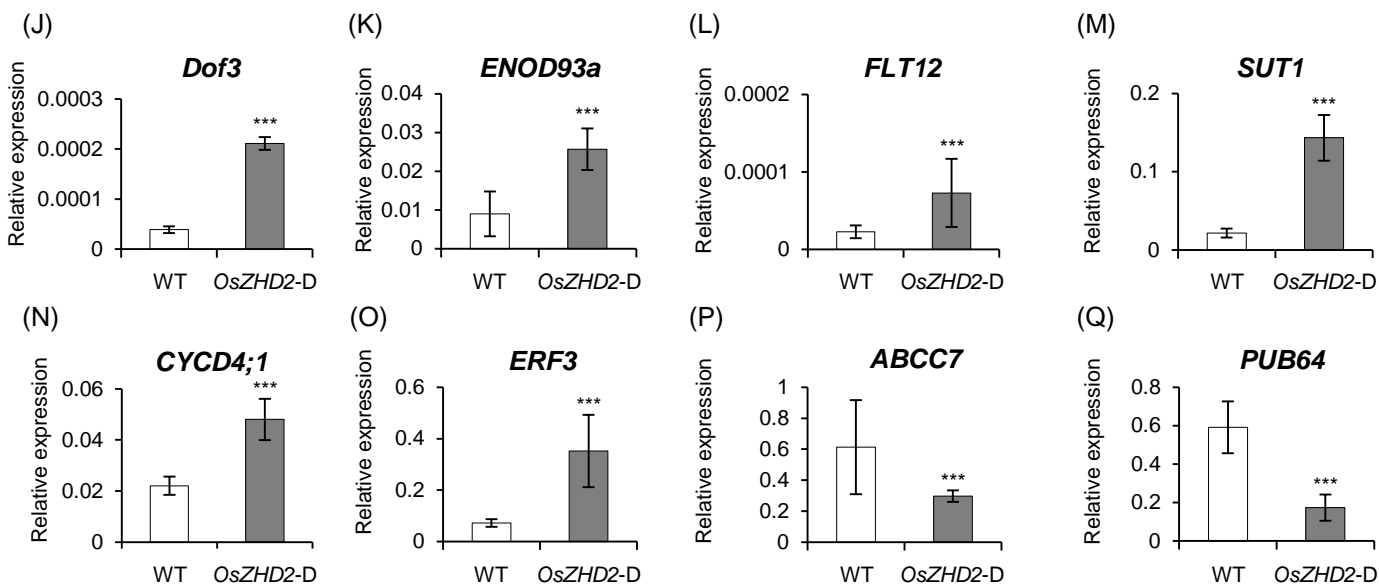 (J)
Dof3
Relative expression
0.0003
0.0002
0.0001
0
***
WT OsZHD2-D
(K)
ENOD93a
Relative expression
0.04
0.03
0.02
0.01
0
***
WT OsZHD2-D
(L)
FLT12
Relative expression
0.0002
0.0001
0
***
WT OsZHD2-D
(M)
SUT1
Relative expression
0.2
0.1
0
***
WT OsZHD2-D
(N)
CYCD4;1
Relative expression
0.06
0.04
0.02
0
***
WT OsZHD2-D
(O)
ERF3
Relative expression
0.6
0.4
0.2
0
***
WT OsZHD2-D
(P)
ABCC7
Relative expression
1
0.8
0.6
0.4
0.2
0
***
WT OsZHD2-D
(Q)
PUB64
Relative expression
0.8
0.6
0.4
0.2
0
***
WT OsZHD2-D